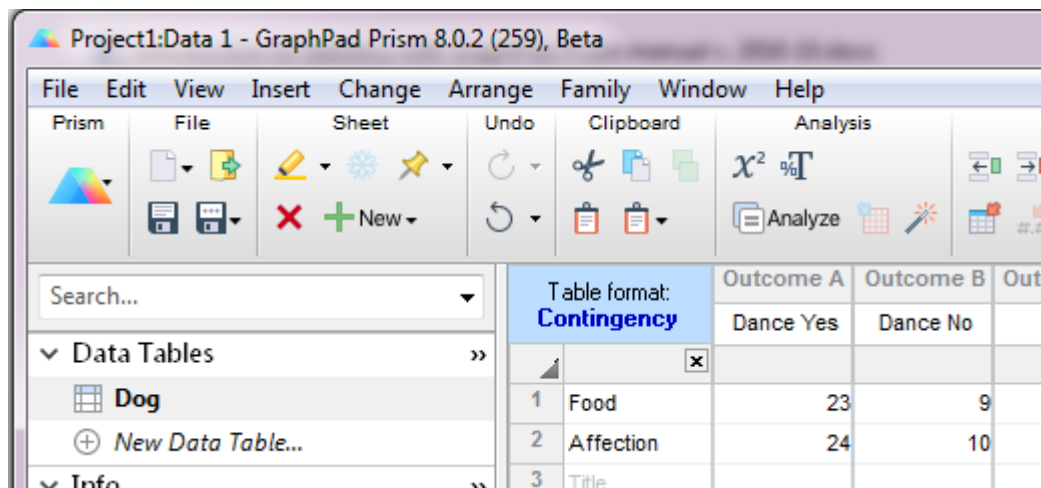 Project1:Data 1 - GraphPad Prism 8.0.2 (259), Beta
File Edit View Insert Change Arrange Family Window Help
Prism File Sheet Undo Clipboard Analysis
New
Analyze
Search...
Data Tables
Dog
New Data Table...
Info
Table format:
Contingency
Outcome A Outcome B Out
Dance Yes Dance No
1 Food 23 9
2 Affection 24 10
3 Title